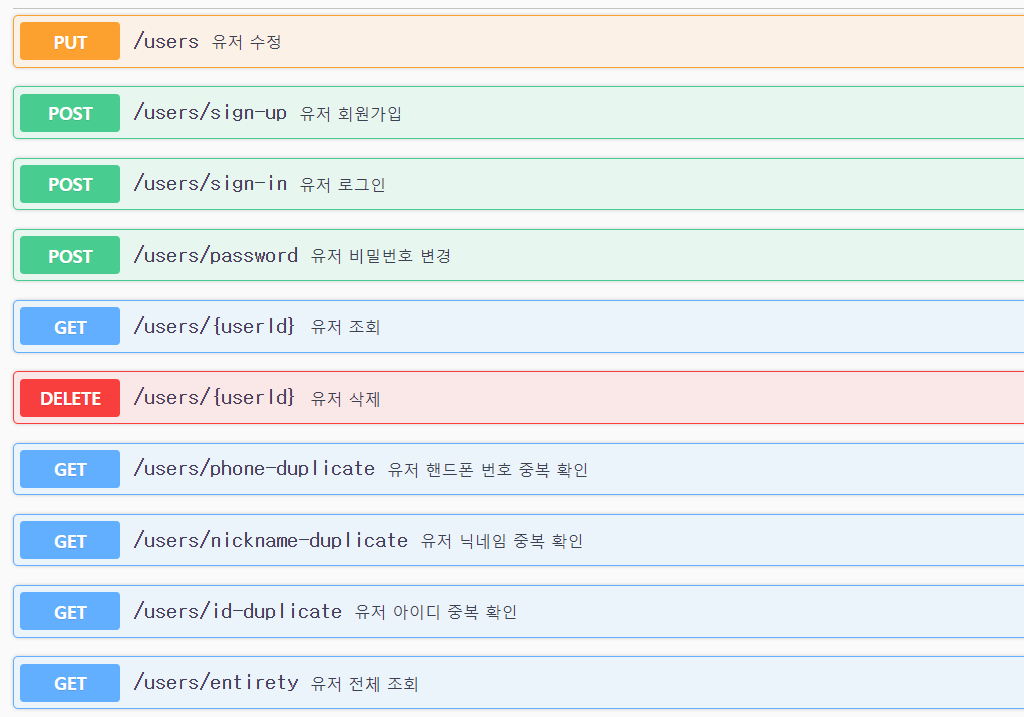 PUT /users 유저 수정
POST /users/sign-up 유저 회원가입
POST /users/sign-in 유저 로그인
POST /users/password 유저 비밀번호 변경
GET /users/{userId} 유저 조회
DELETE /users/{userId} 유저 삭제
GET /users/phone-duplicate 유저 핸드폰 번호 중복 확인
GET /users/nickname-duplicate 유저 닉네임 중복 확인
GET /users/id-duplicate 유저 아이디 중복 확인
GET /users/entirety 유저 전체 조회